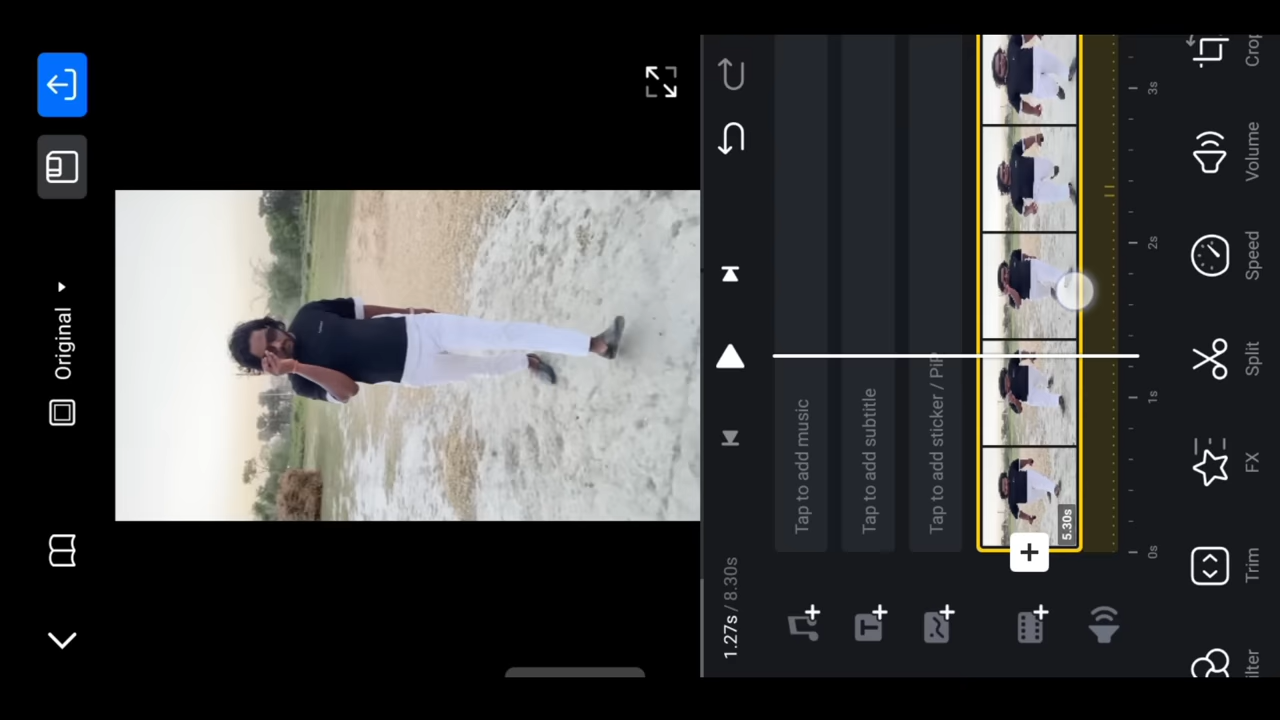 Original
1.27s / 8.30s
Tap to add music
Tap to add subtitle
Tap to add sticker / PiP
5.30s
0s
1s
2s
3s
Trim
FX
Split
Speed
Volume